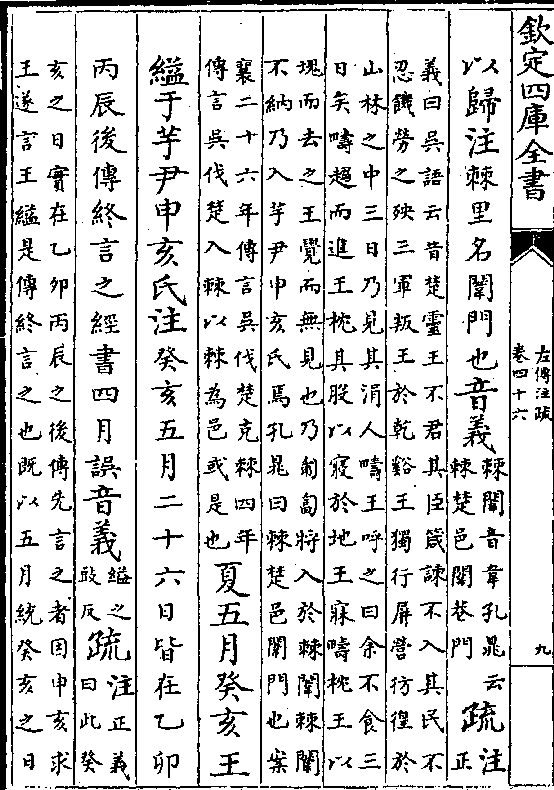 欽定四庫全書
左傳注疏
卷四十六
九
以歸注棘里名闈門也音義棘闈音韋孔晁云
棘楚邑闈巷門疏注
正
義曰吳語云昔楚靈王不君其臣箴諫不入其民不
忍饑勞之殃三軍叛王於乾谿王獨行屏營彷徨於
山林之中三日乃見其涓人疇王呼之曰余不食三
日矣疇趨而進王枕其股以寢於地王寐疇枕王以
塊而去之王覺而無見也乃匍匐將入於棘闈棘闈
不納乃入芋尹申亥氏焉孔晁曰棘楚邑闈門也案
襄二十六年傳言吳伐楚克棘四年
傳言吳伐楚入棘以棘為邑或是也
夏五月癸亥王
縊于芋尹申亥氏注癸亥五月二十六日皆在乙卯
丙辰後傳終言之經書四月誤音義縊之
豉反疏注正義
曰此癸
亥之日實在乙卯丙辰之後傳先言之者因申亥求
王遂言王縊是傳終言之也既以五月統癸亥之日